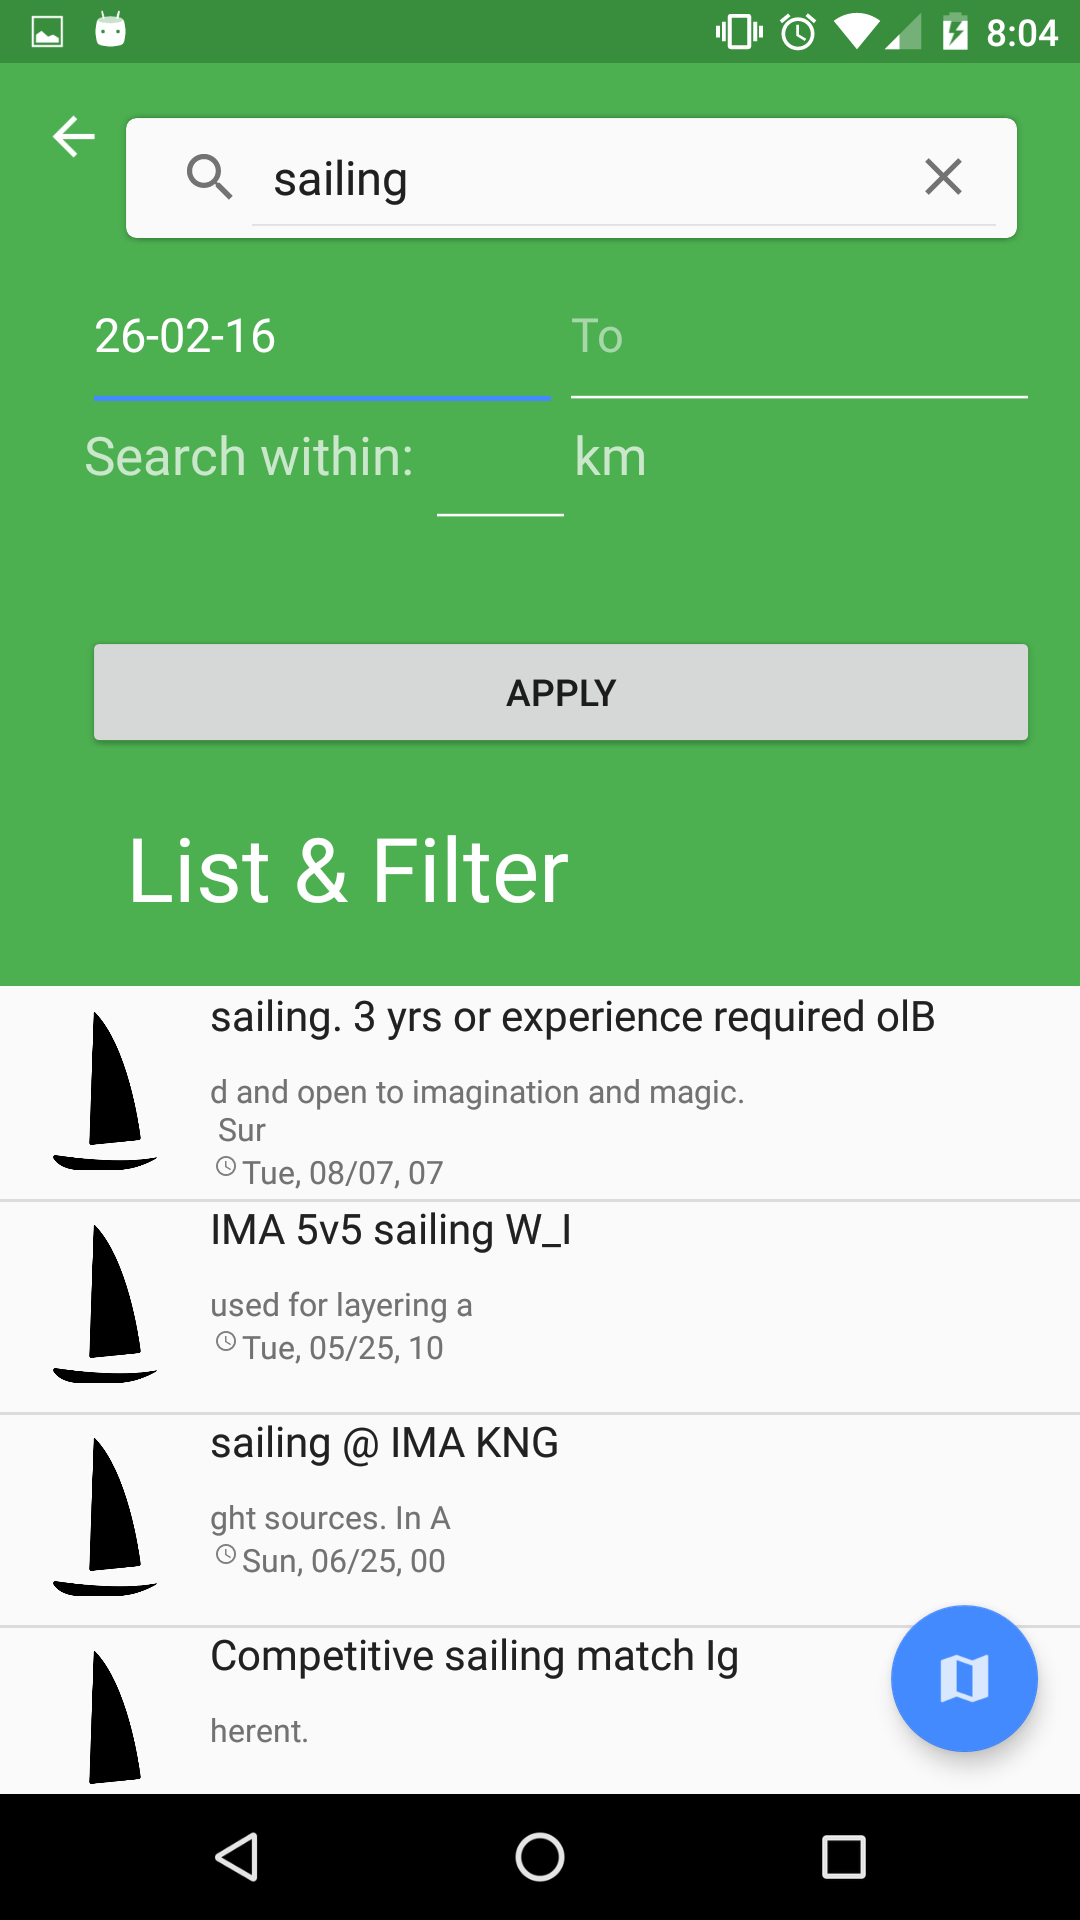 8:04
sailing
26-02-16 To
Search within: km
APPLY
List & Filter
sailing. 3 yrs or experience required olB
d and open to imagination and magic.
Sur
Tue, 08/07, 07
IMA 5v5 sailing W_I
used for layering a
Tue, 05/25, 10
sailing @ IMA KNG
ght sources. In A
Sun, 06/25, 00
Competitive sailing match Ig
herent.